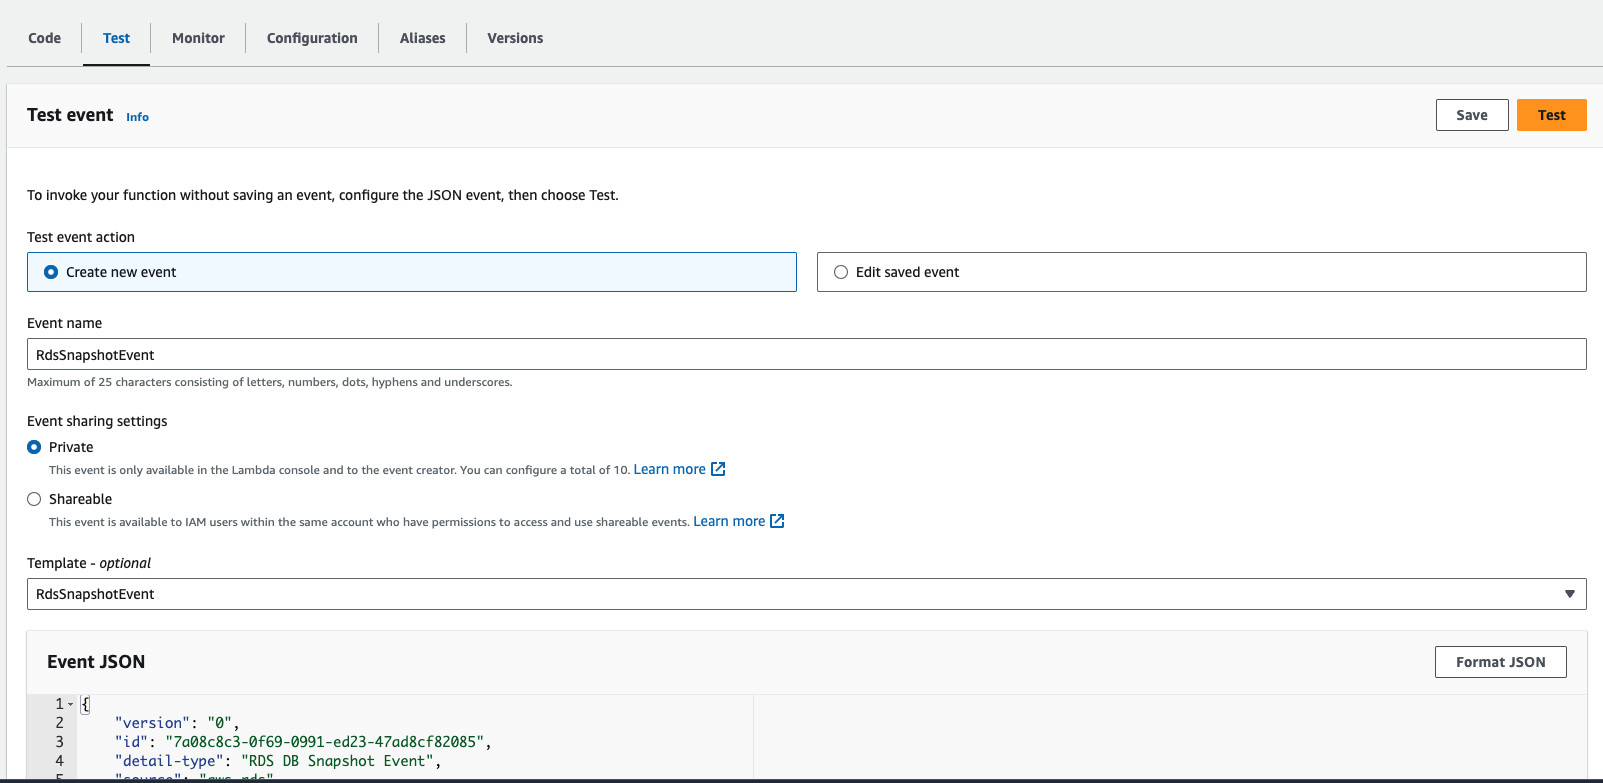 Code Test Monitor Configuration Aliases Versions
Test event Info Save Test
To invoke your function without saving an event, configure the JSON event, then choose Test.
Test event action
Create new event Edit saved event
Event name
RdsSnapshotEvent
Maximum of 25 characters consisting of letters, numbers, dots, hyphens and underscores.
Event sharing settings
Private
This event is only available in the Lambda console and to the event creator. You can configure a total of 10. Learn more
Shareable
This event is available to IAM users within the same account who have permissions to access and use shareable events. Learn more
Template - optional
RdsSnapshotEvent
Event JSON Format JSON
1 {
2 "version": "0",
3 "id": "7a08c8c3-0f69-0991-ed23-47ad8cf82085",
4 "detail-type": "RDS DB Snapshot Event",
5 "source": "aws.rds"